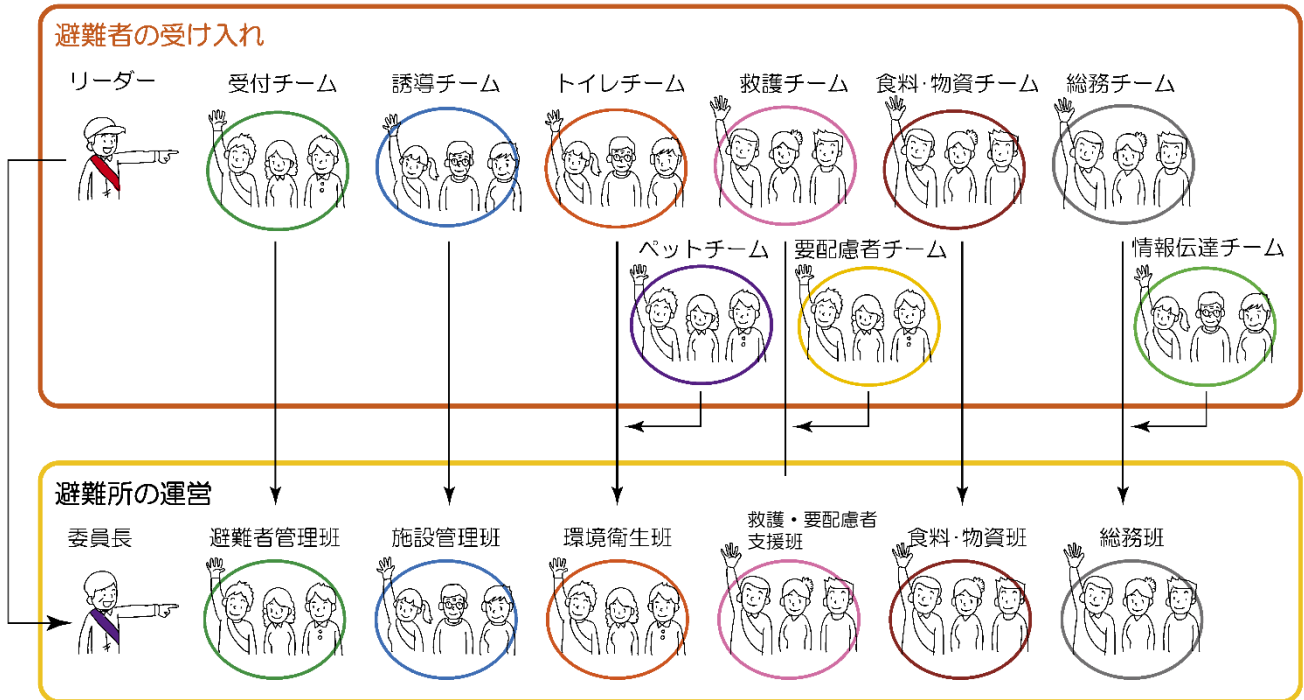 避難者の受け入れ
リーダー
受付チーム
誘導チーム
トイレチーム
救護チーム
食料・物資チーム
総務チーム
ペットチーム
要配慮者チーム
情報伝達チーム
避難所の運営
委員長
避難者管理班
施設管理班
環境衛生班
救護・要配慮者
支援班
食料・物資班
総務班